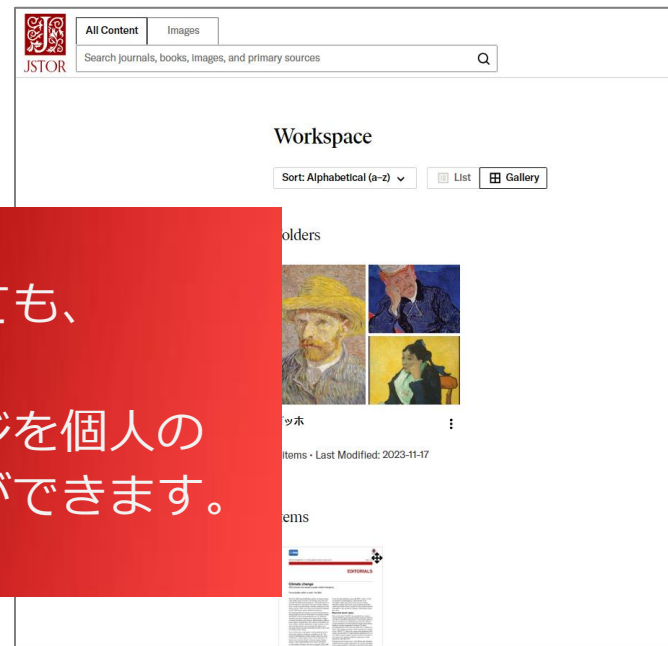 All Content
Images
JSTOR
Search journals, books, images, and primary sources
Workspace
Sort: Alphabetical (a–z)
List
Gallery
olders
ても、
ジを個人の
ができます。
ッホ
Items • Last Modified: 2023-11-17
ems
EDITORIALS
Climate change